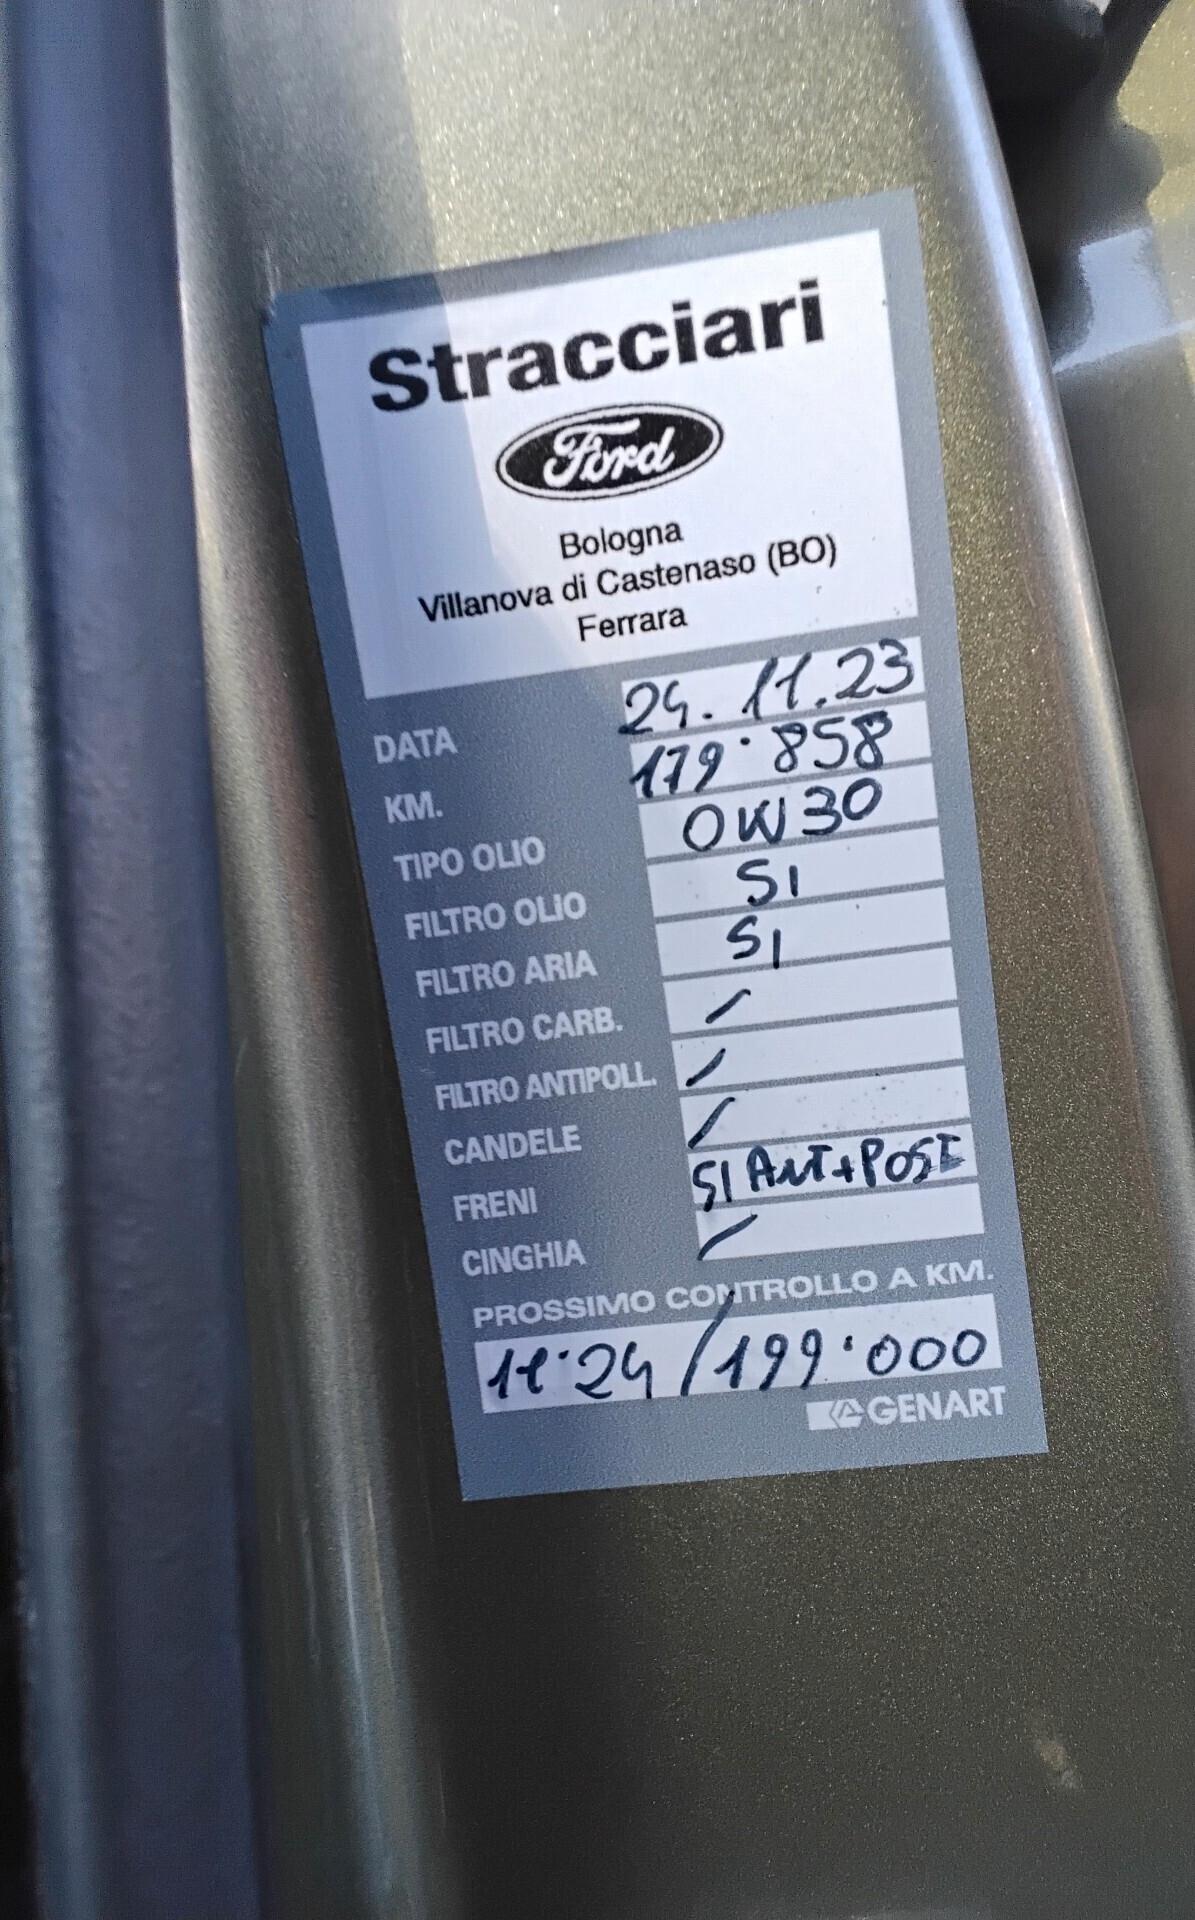 Stracciari
Ford
Bologna
Villanova di Castenaso (BO)
Ferrara
DATA 24.11.23
KM. 179·858
TIPO OLIO 0W30
FILTRO OLIO SI
FILTRO ARIA SI
FILTRO CARB. /
FILTRO ANTIPOLL. /
CANDELE /
FRENI SI ANT+POST
CINGHIA /
PROSSIMO CONTROLLO A KM.
11·24/199·000
GENART